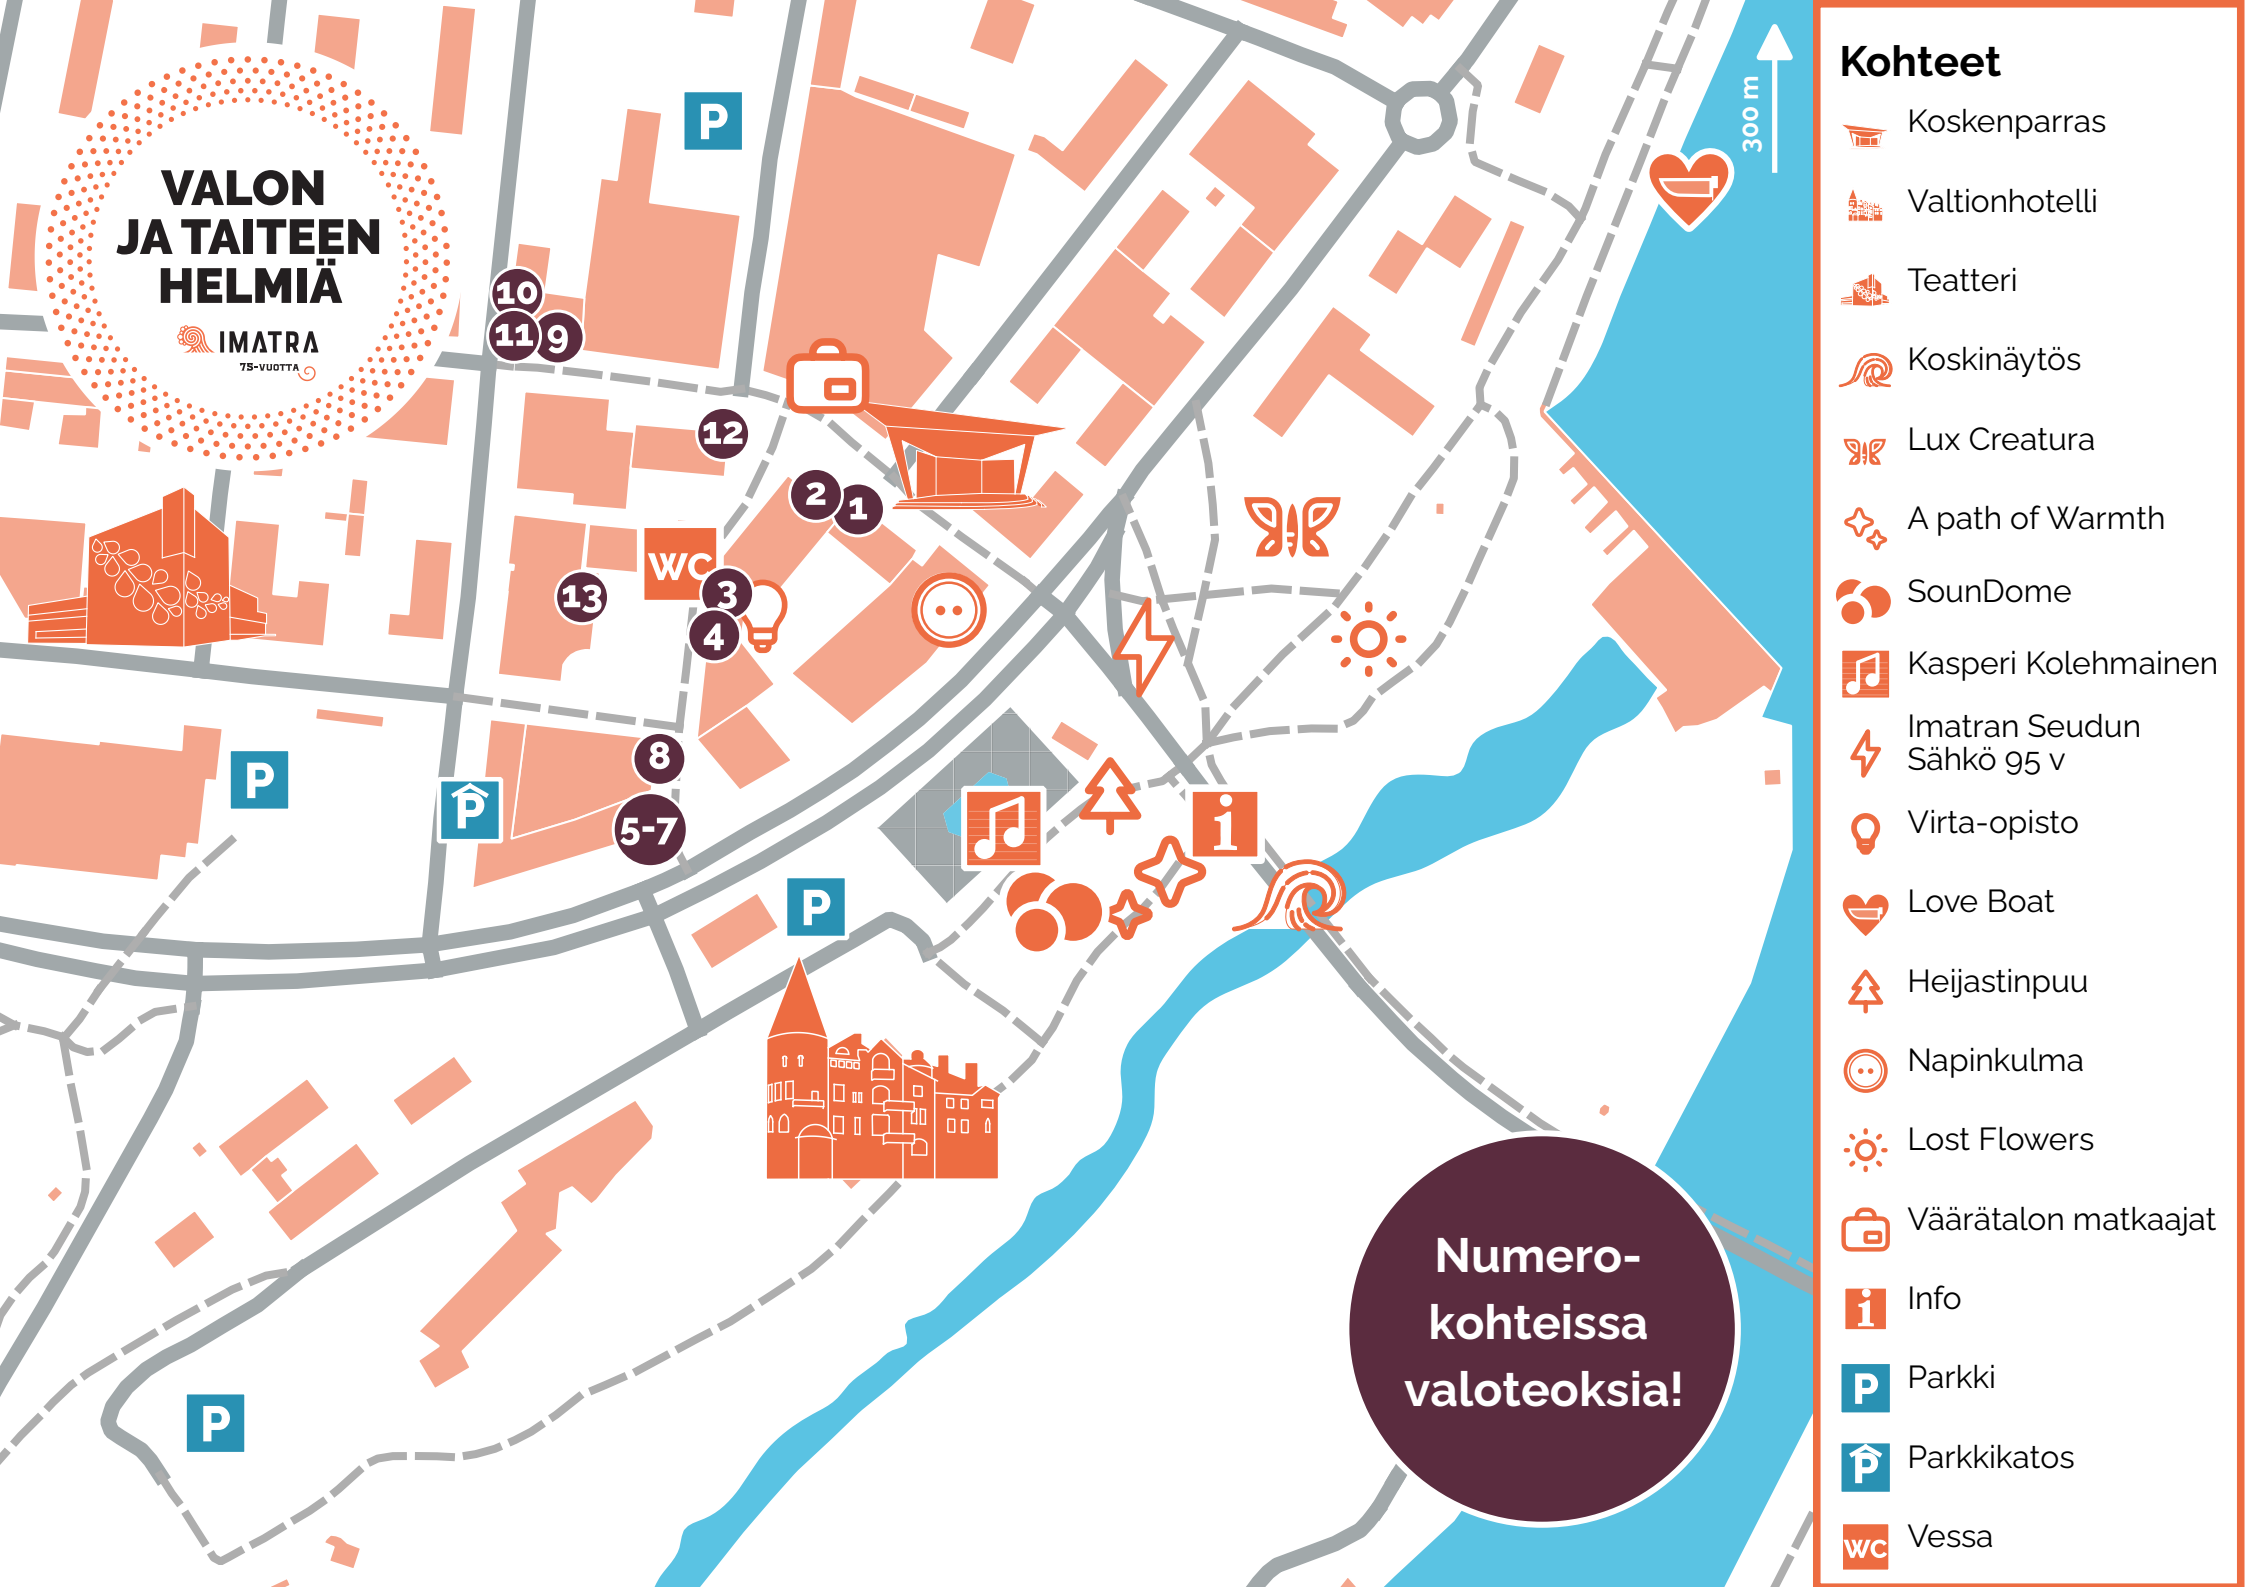 VALON
JA TAITEEN
HELMIÄ
IMATRA
75-VUOTTA
P
10
11
9
12
2
1
WC
3
4
13
8
5-7
P
P
P
i
P
300 m
Numero-
kohteissa
valoteoksia!
Kohteet
Koskenparras
Valtionhotelli
Teatteri
Koskinäytös
Lux Creatura
A path of Warmth
SounDome
Kasperi Kolehmainen
Imatran Seudun
Sähkö 95 v
Virta-opisto
Love Boat
Heijastinpuu
Napinkulma
Lost Flowers
Väärätalon matkaajat
i Info
P Parkki
P Parkkikatos
WC Vessa